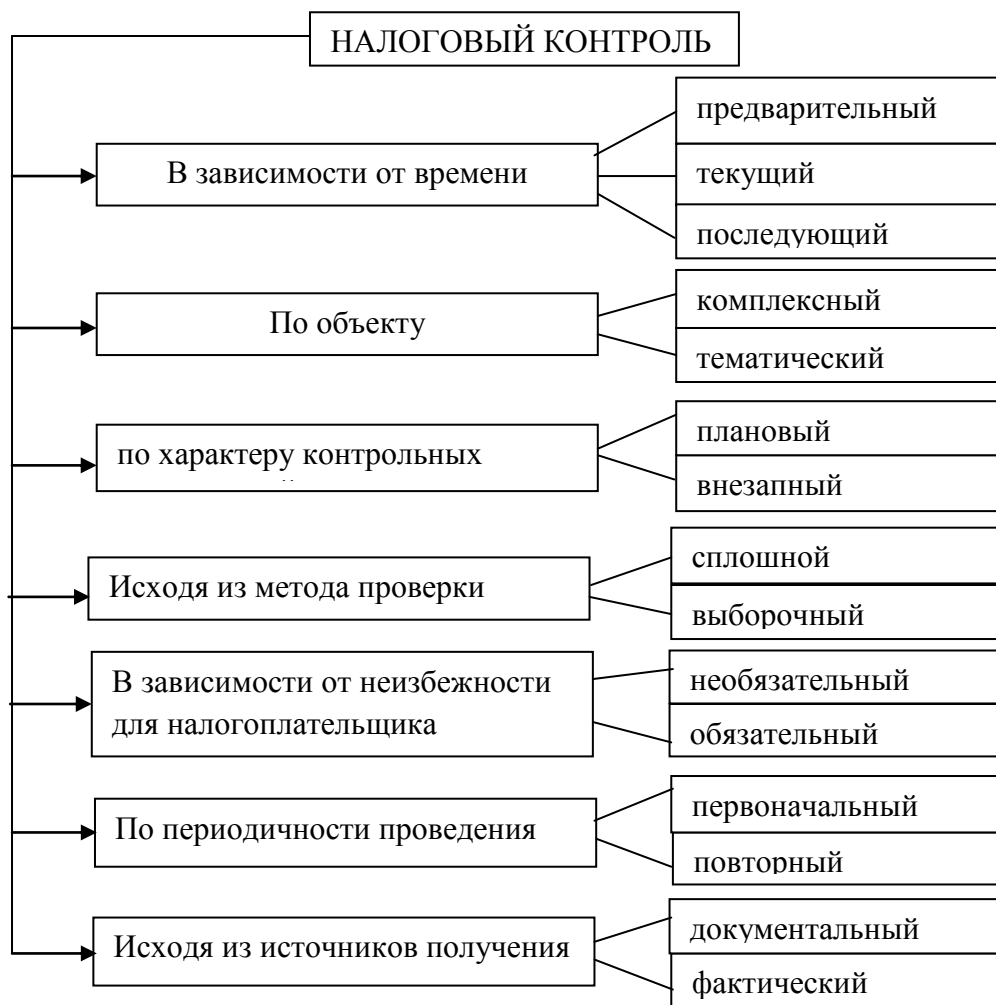 НАЛОГОВЫЙ КОНТРОЛЬ
В зависимости от времени
предварительный
текущий
последующий
По объекту
комплексный
тематический
по характеру контрольных
плановый
внезапный
Исходя из метода проверки
сплошной
выборочный
В зависимости от неизбежности
для налогоплательщика
необязательный
обязательный
По периодичности проведения
первоначальный
повторный
Исходя из источников получения
документальный
фактический